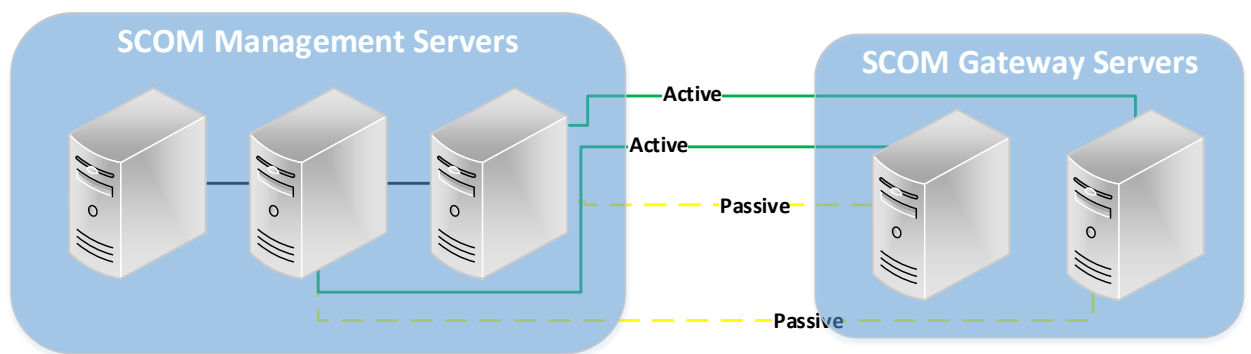 SCOM Management Servers
SCOM Gateway Servers
Active
Active
Passive
Passive